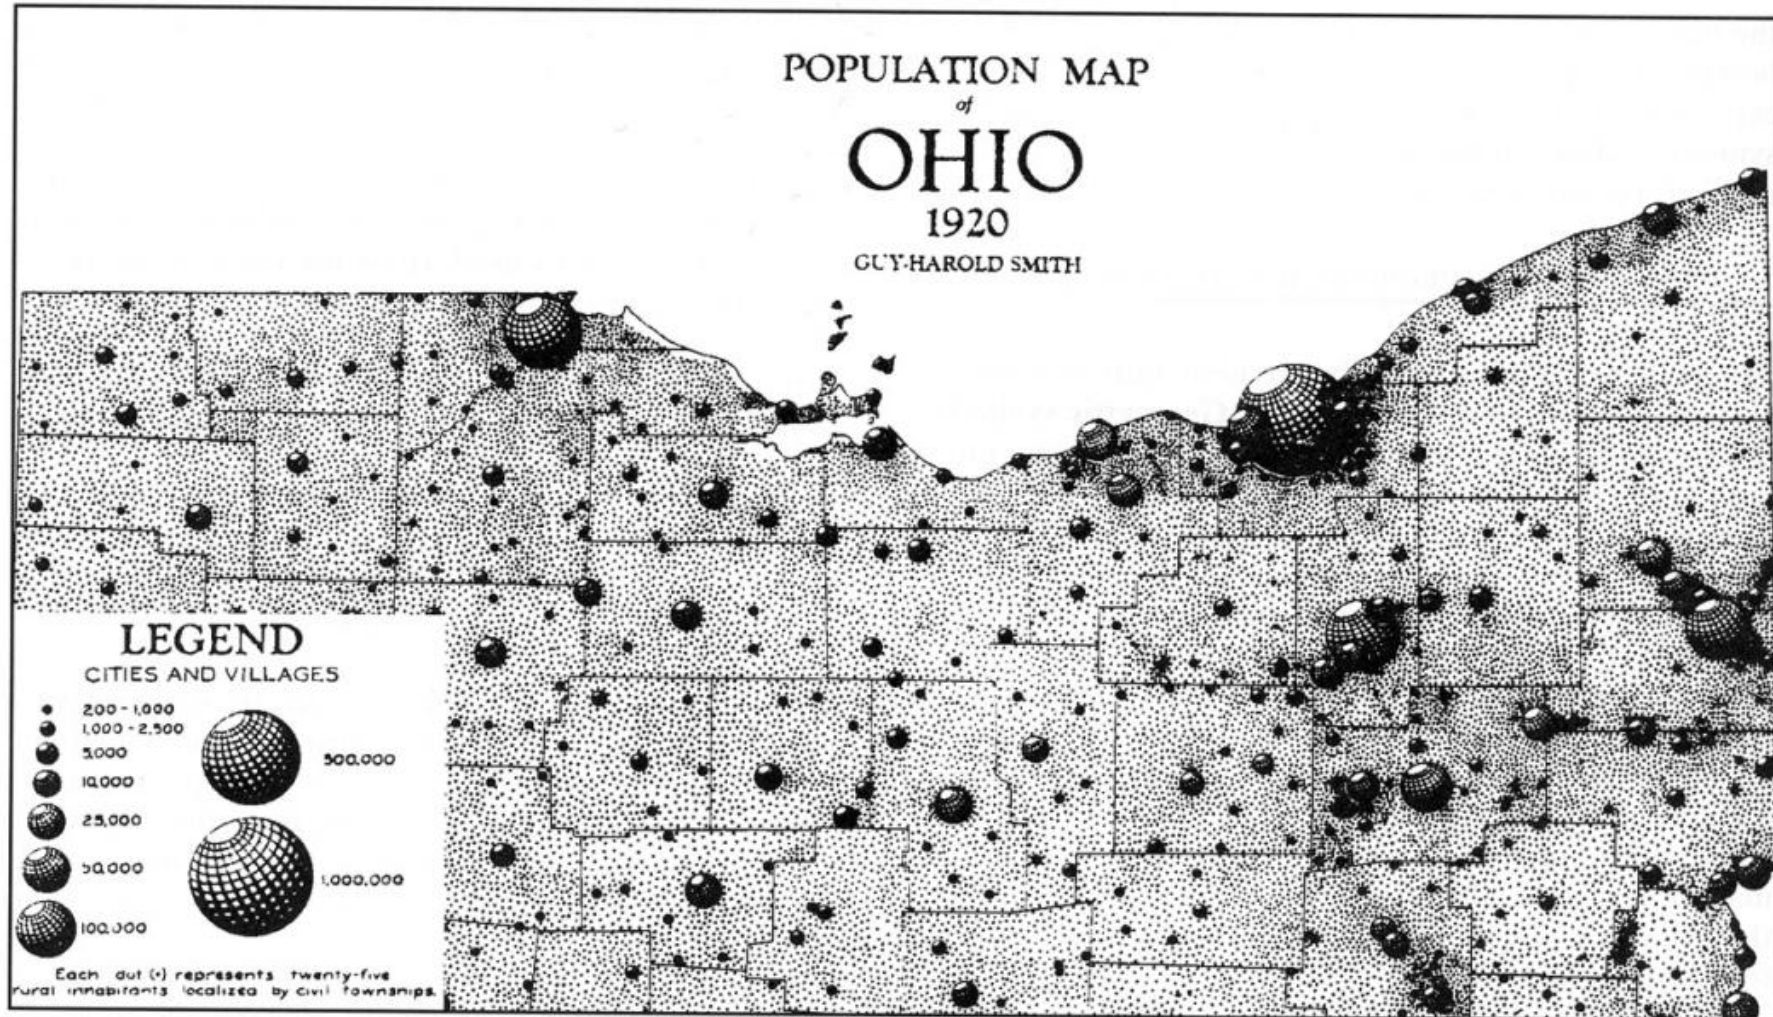 POPULATION MAP
of
OHIO
1920
GUY-HAROLD SMITH
LEGEND
CITIES AND VILLAGES
200 - 1,000
1,000 - 2,500
5,000
10,000
25,000
50,000
100,000
500,000
1,000,000
Each dot (•) represents twenty-five
rural inhabitants localized by civil townships.